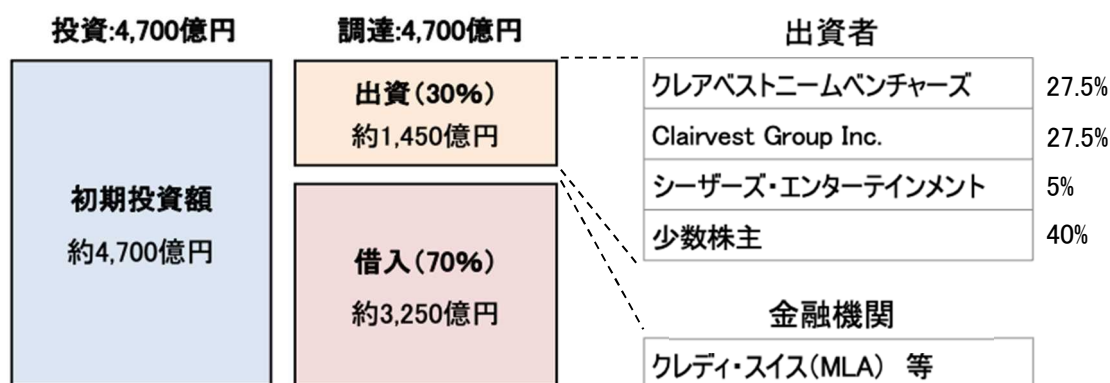 投資:4,700億円
初期投資額
約4,700億円
調達:4,700億円
出資(30%)
約1,450億円
借入(70%)
約3,250億円
出資者
クレアベストニームベンチャーズ 27.5%
Clairvest Group Inc. 27.5%
シーザーズ・エンターテインメント 5%
少数株主 40%
金融機関
クレディ・スイス(MLA) 等